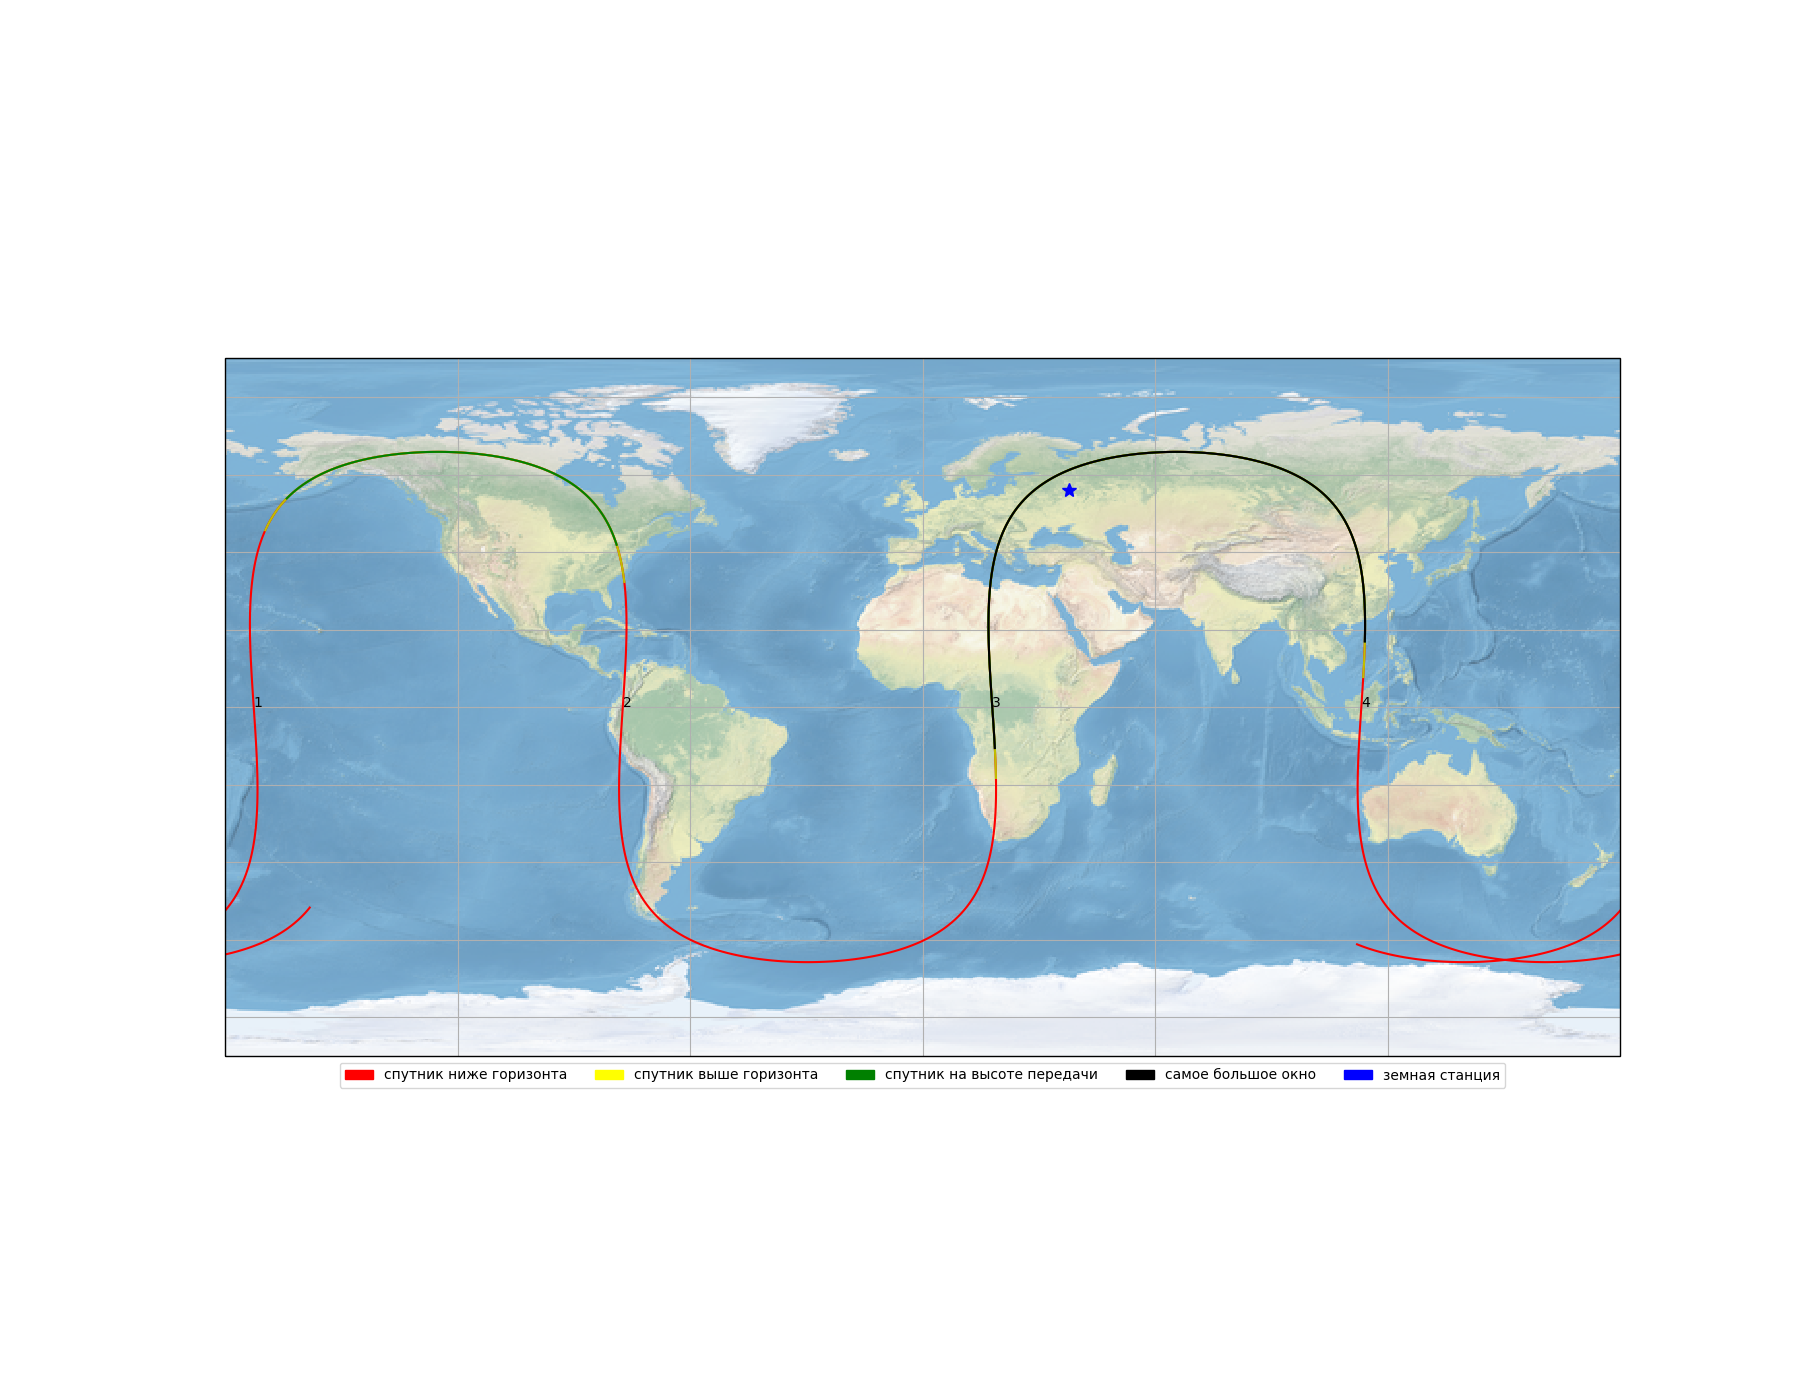 1
2
3
4
спутник ниже горизонта
спутник выше горизонта
спутник на высоте передачи
самое большое окно
земная станция